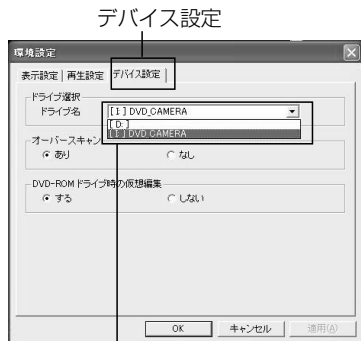 デバイス設定
環境設定
表示設定 再生設定 デバイス設定
ドライブ選択
ドライブ名 [I:] DVD_CAMERA
[D:]
[I:] DVD_CAMERA
オーバースキャン
あり なし
DVD-ROMドライブ時の仮想編集
する しない
OK キャンセル 適用(A)